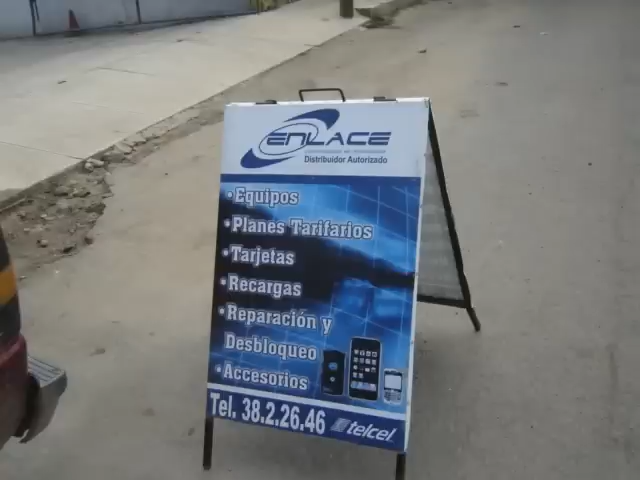 ENLACE
Distribuidor Autorizado
• Equipos
• Planes Tarifarios
• Tarjetas
• Recargas
• Reparación y
Desbloqueo
• Accesorios
Tel. 38.2.26.46 telcel